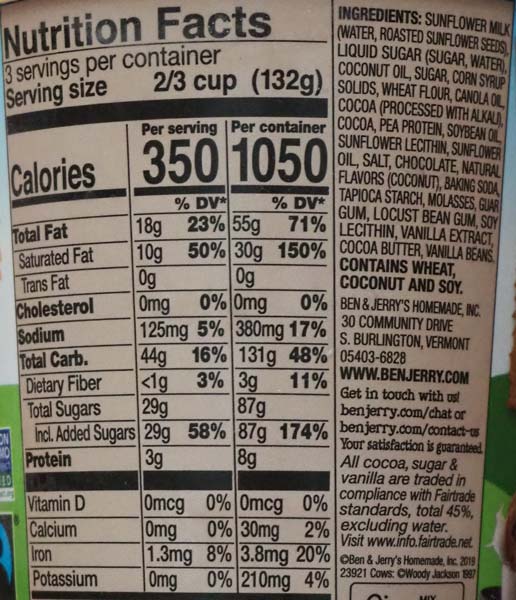 Nutrition Facts
3 servings per container
Serving size 2/3 cup (132g)
Per serving Per container
Calories 350 1050
% DV* % DV*
Total Fat 18g 23% 55g 71%
Saturated Fat 10g 50% 30g 150%
Trans Fat 0g 0g
Cholesterol 0mg 0% 0mg 0%
Sodium 125mg 5% 380mg 17%
Total Carb. 44g 16% 131g 48%
Dietary Fiber <1g 3% 3g 11%
Total Sugars 29g 87g
Incl. Added Sugars 29g 58% 87g 174%
Protein 3g 8g
Vitamin D 0mcg 0% 0mcg 0%
Calcium 0mg 0% 30mg 2%
Iron 1.3mg 8% 3.8mg 20%
Potassium 0mg 0% 210mg 4%
INGREDIENTS: SUNFLOWER MILK
(WATER, ROASTED SUNFLOWER SEEDS),
LIQUID SUGAR (SUGAR, WATER),
COCONUT OIL, SUGAR, CORN SYRUP
SOLIDS, WHEAT FLOUR, CANOLA OIL,
COCOA (PROCESSED WITH ALKALI),
COCOA, PEA PROTEIN, SOYBEAN OIL,
SUNFLOWER LECITHIN, SUNFLOWER
OIL, SALT, CHOCOLATE, NATURAL
FLAVORS (COCONUT), BAKING SODA,
TAPIOCA STARCH, MOLASSES, GUAR
GUM, LOCUST BEAN GUM, SOY
LECITHIN, VANILLA EXTRACT,
COCOA BUTTER, VANILLA BEANS.
CONTAINS WHEAT,
COCONUT AND SOY.
BEN & JERRY'S HOMEMADE, INC.
30 COMMUNITY DRIVE
S. BURLINGTON, VERMONT
05403-6828
WWW.BENJERRY.COM
Get in touch with us!
benjerry.com/chat or
benjerry.com/contact-us
Your satisfaction is guaranteed.
All cocoa, sugar &
vanilla are traded in
compliance with Fairtrade
standards, total 45%,
excluding water.
Visit www.info.fairtrade.net.
©Ben & Jerry's Homemade, Inc. 2019
23921 Cows: ©Woody Jackson 1997
MIX